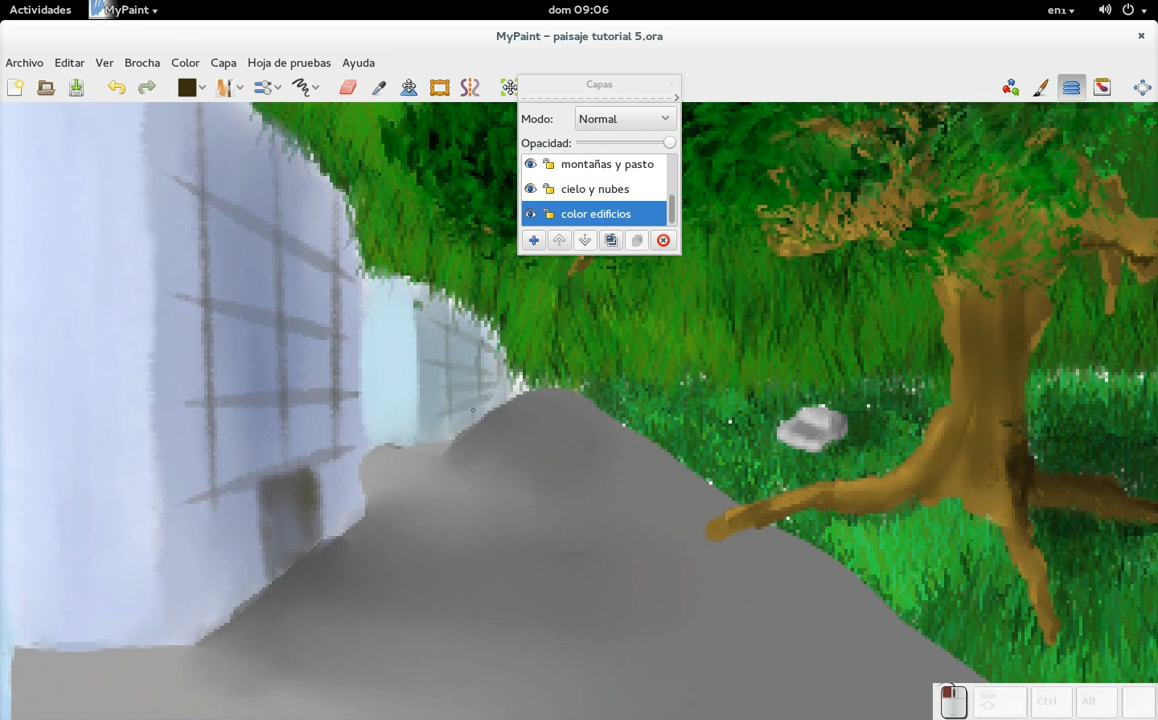 Actividades MyPaint dom 09:06 en1
MyPaint – paisaje tutorial 5.ora
Archivo Editar Ver Brocha Color Capa Hoja de pruebas Ayuda
Capas
Modo: Normal
Opacidad:
montañas y pasto
cielo y nubes
color edificios
Shift Ctrl Alt